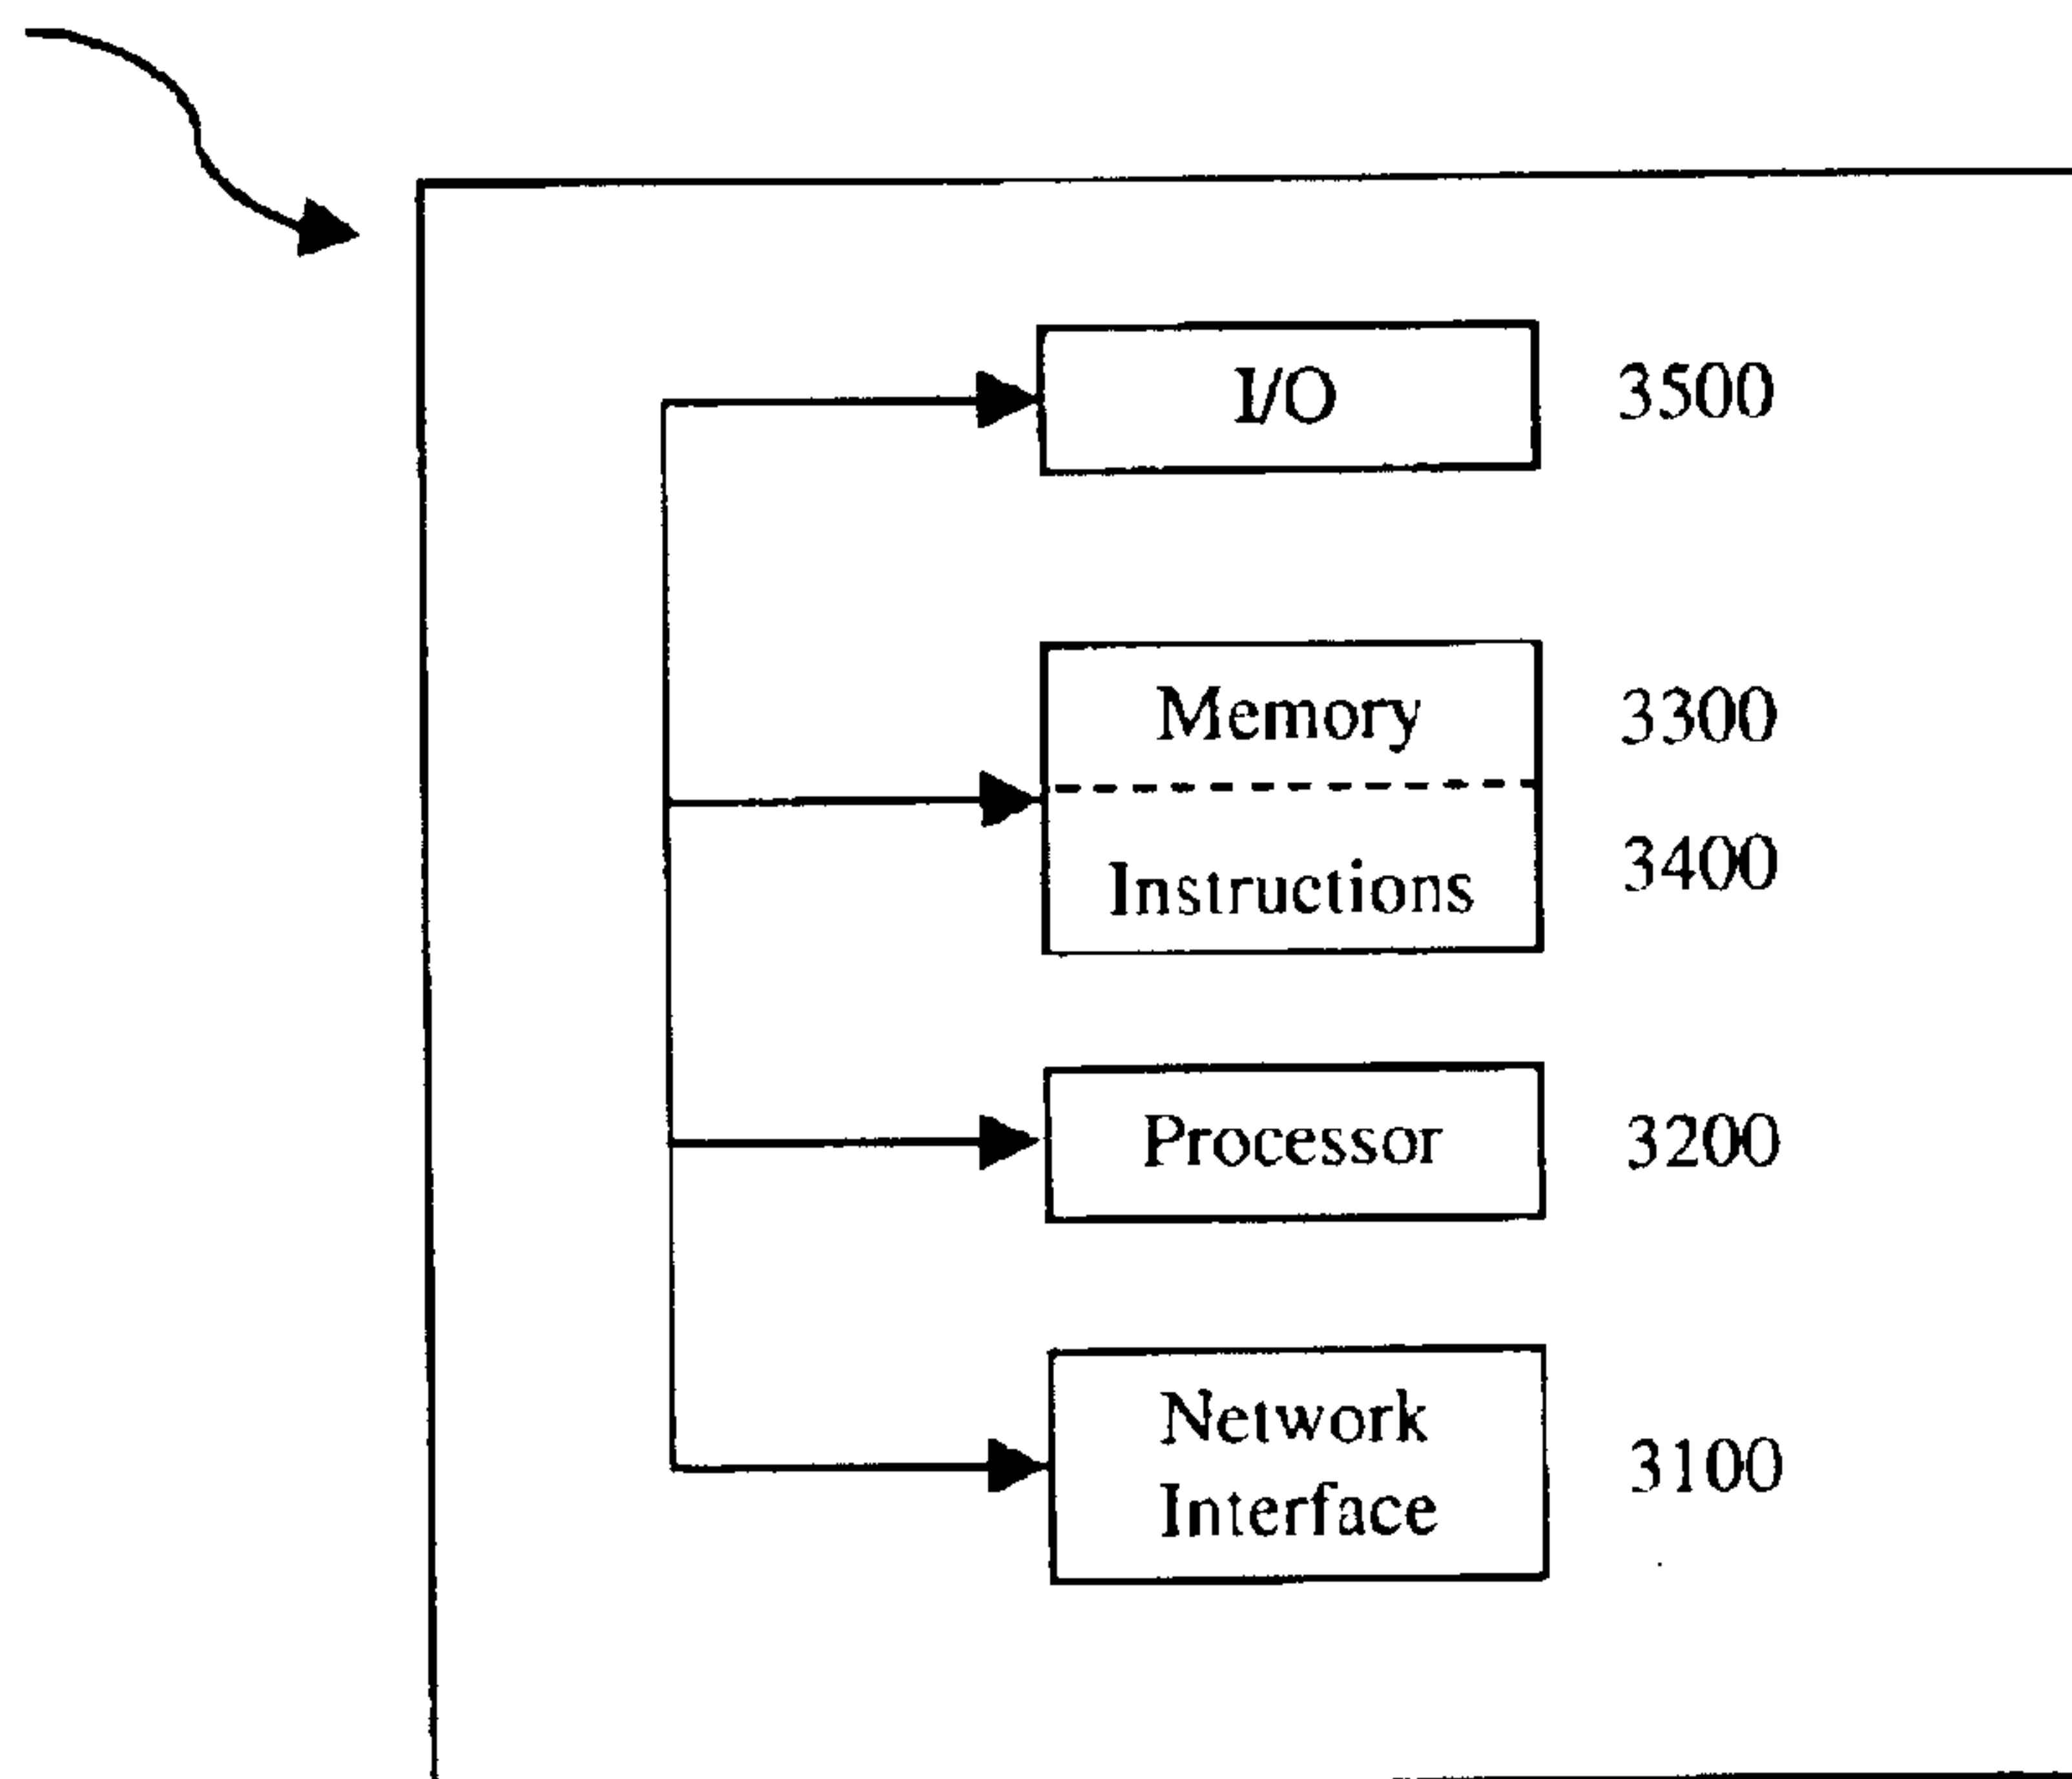 I/O 3500
Memory 3300
Instructions 3400
Processor 3200
Network
Interface
3100